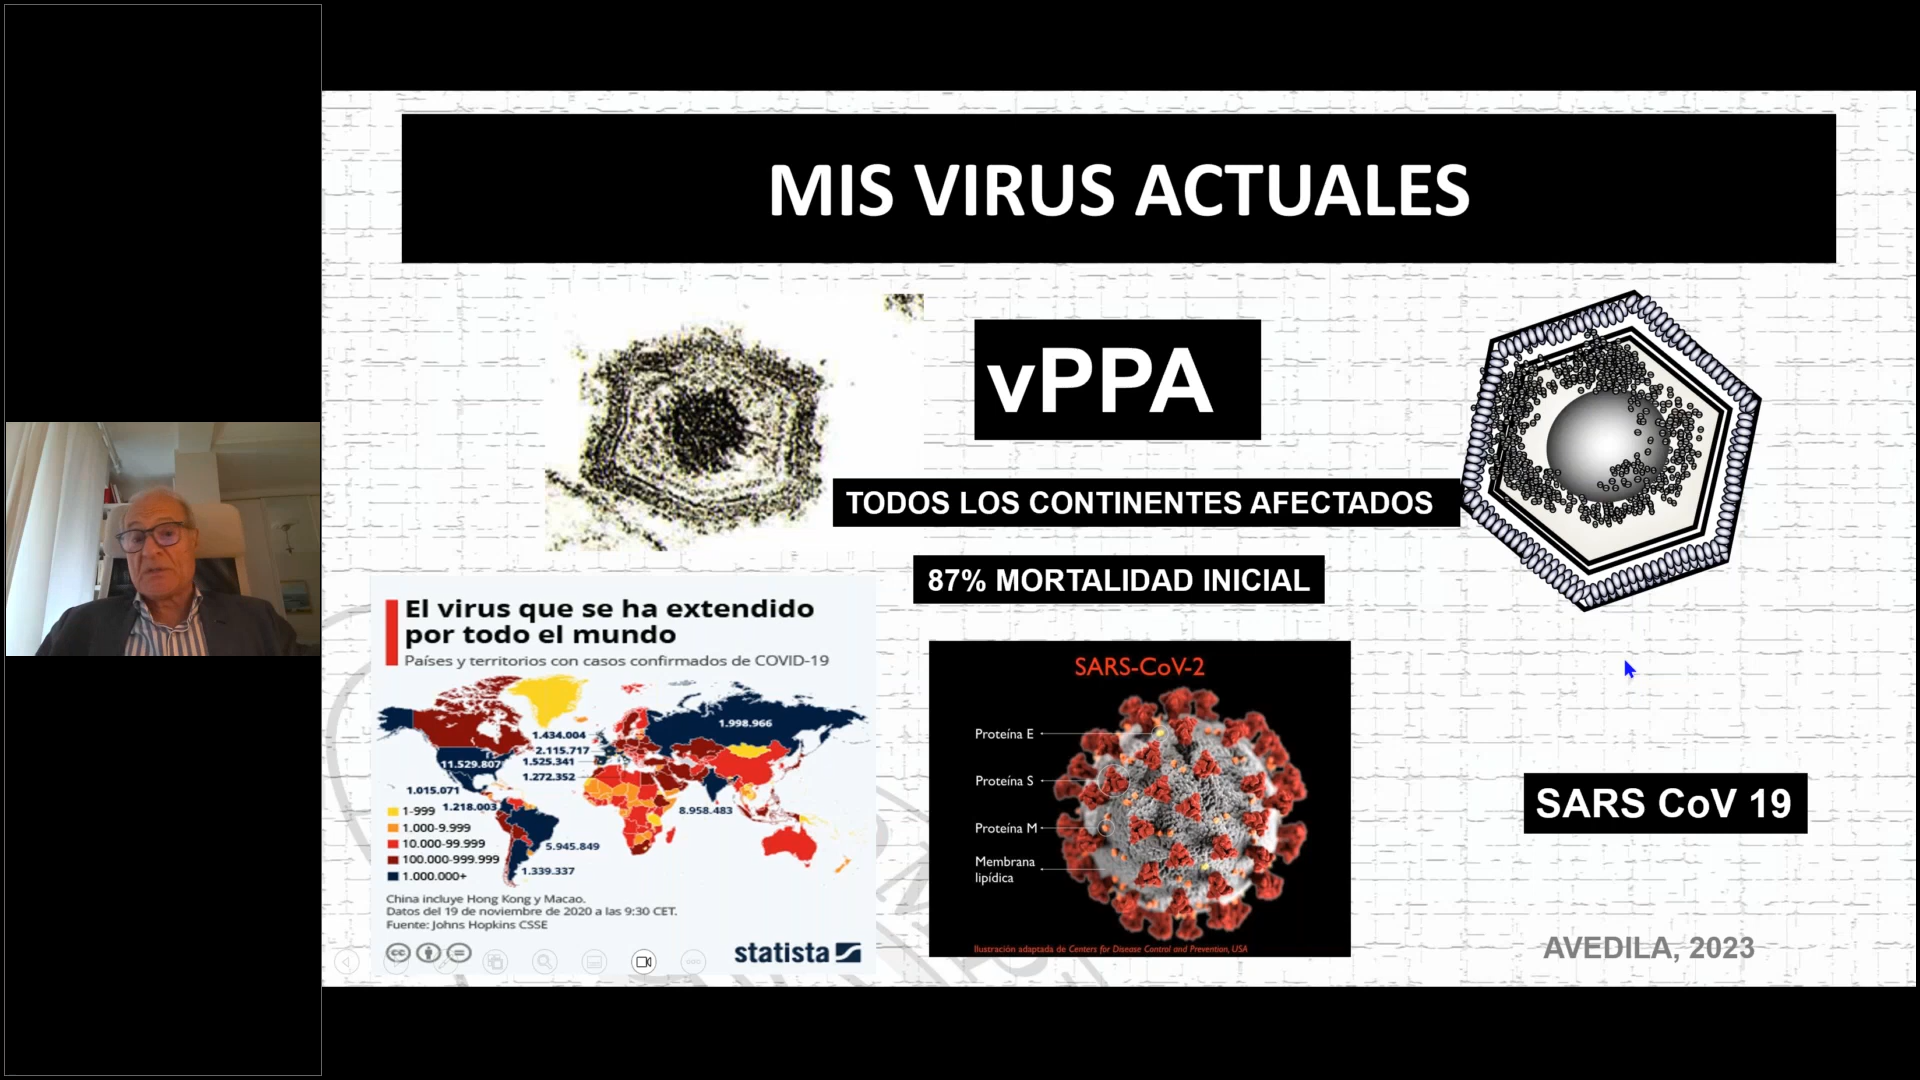 MIS VIRUS ACTUALES
vPPA
TODOS LOS CONTINENTES AFECTADOS
87% MORTALIDAD INICIAL
El virus que se ha extendido
por todo el mundo
Países y territorios con casos confirmados de COVID-19
1.998.966
1.434.004
2.115.717
11.529.807
1.525.341
1.272.352
1.015.071
1.218.003
8.958.483
5.945.849
1.339.337
1-999
1.000-9.999
10.000-99.999
100.000-999.999
1.000.000+
China incluye Hong Kong y Macao.
Datos del 19 de noviembre de 2020 a las 9:30 CET.
Fuente: Johns Hopkins CSSE
cc
statista
SARS-CoV-2
Proteína E
Proteína S
Proteína M
Membrana
lipídica
Ilustración adaptada de Centers for Disease Control and Prevention, USA
SARS CoV 19
AVEDILA, 2023